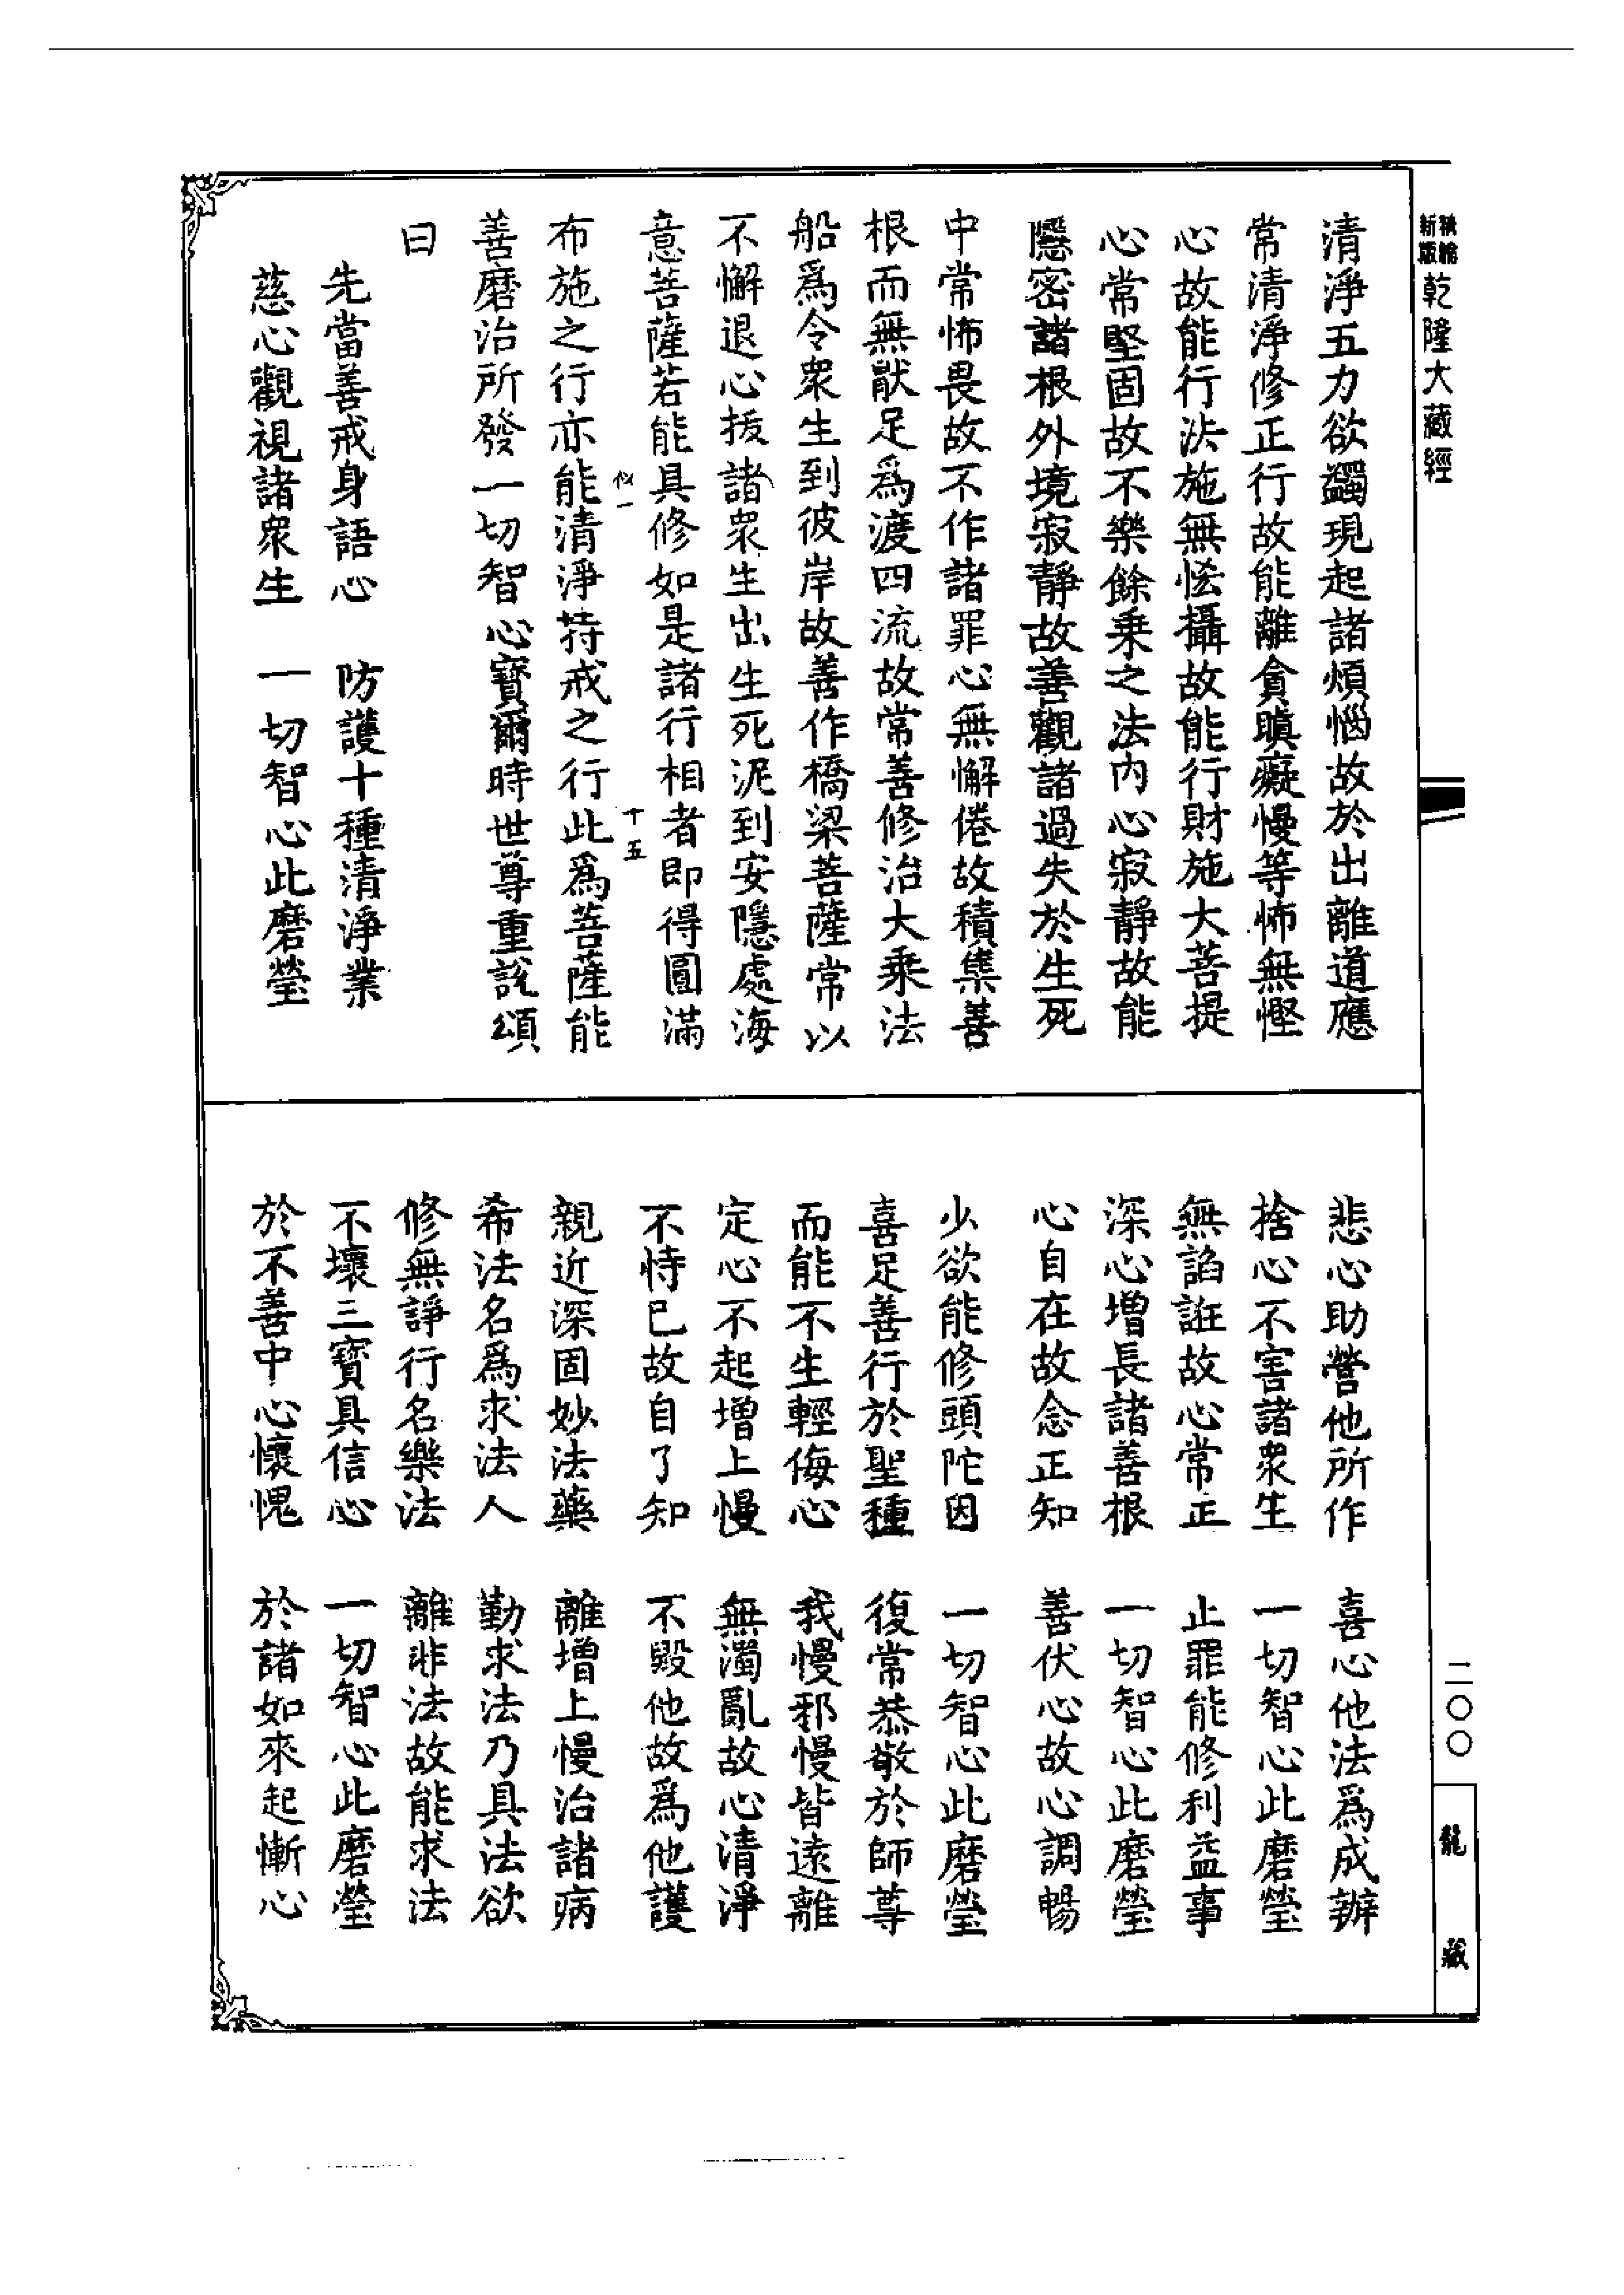 精緒新版乾隆大藏經
清淨五力欲蠲現起諸煩惱故於出離道應
常清淨修正行故能離貪瞋癡慢等怖無慳
心故能行法施無恡攝故能行財施大菩提
心常堅固故不樂餘乘之法內心寂靜故能
隱密諸根外境寂靜故善觀諸過失於生死
中常怖畏故不作諸罪心無懈倦故積集善
根而無猒足爲渡四流故常善修治大乘法
船爲令衆生到彼岸故善作橋梁菩薩常以
不懈退心拔諸衆生出生死泥到安隱處海
意菩薩若能具修如是諸行相者即得圓滿
十五
布施之行亦能清淨持戒之行此爲菩薩能
善磨治所發一切智心寶爾時世尊重説頌
曰
先當善戒身語心　防護十種清淨業
慈心觀視諸衆生　一切智心此磨瑩
悲心助營他所作　喜心他法爲成辦
捨心不害諸衆生　一切智心此磨瑩
無諂誑故心常正　止罪能修利益事
深心增長諸善根　一切智心此磨瑩
心自在故念正知　善伏心故心調暢
少欲能修頭陀因　一切智心此磨瑩
喜足善行於聖種　復常恭敬於師尊
而能不生輕侮心　我慢邪慢皆遠離
定心不起增上慢　無濁亂故心清淨
不恃己故自了知　不毀他故爲他護
親近深固妙法藥　離增上慢治諸病
希法名爲求法人　勤求法乃具法欲
修無諍行名樂法　離非法故能求法
不壞三寶具信心　一切智心此磨瑩
於不善中心懷愧　於諸如來起慚心
二〇〇
龍藏